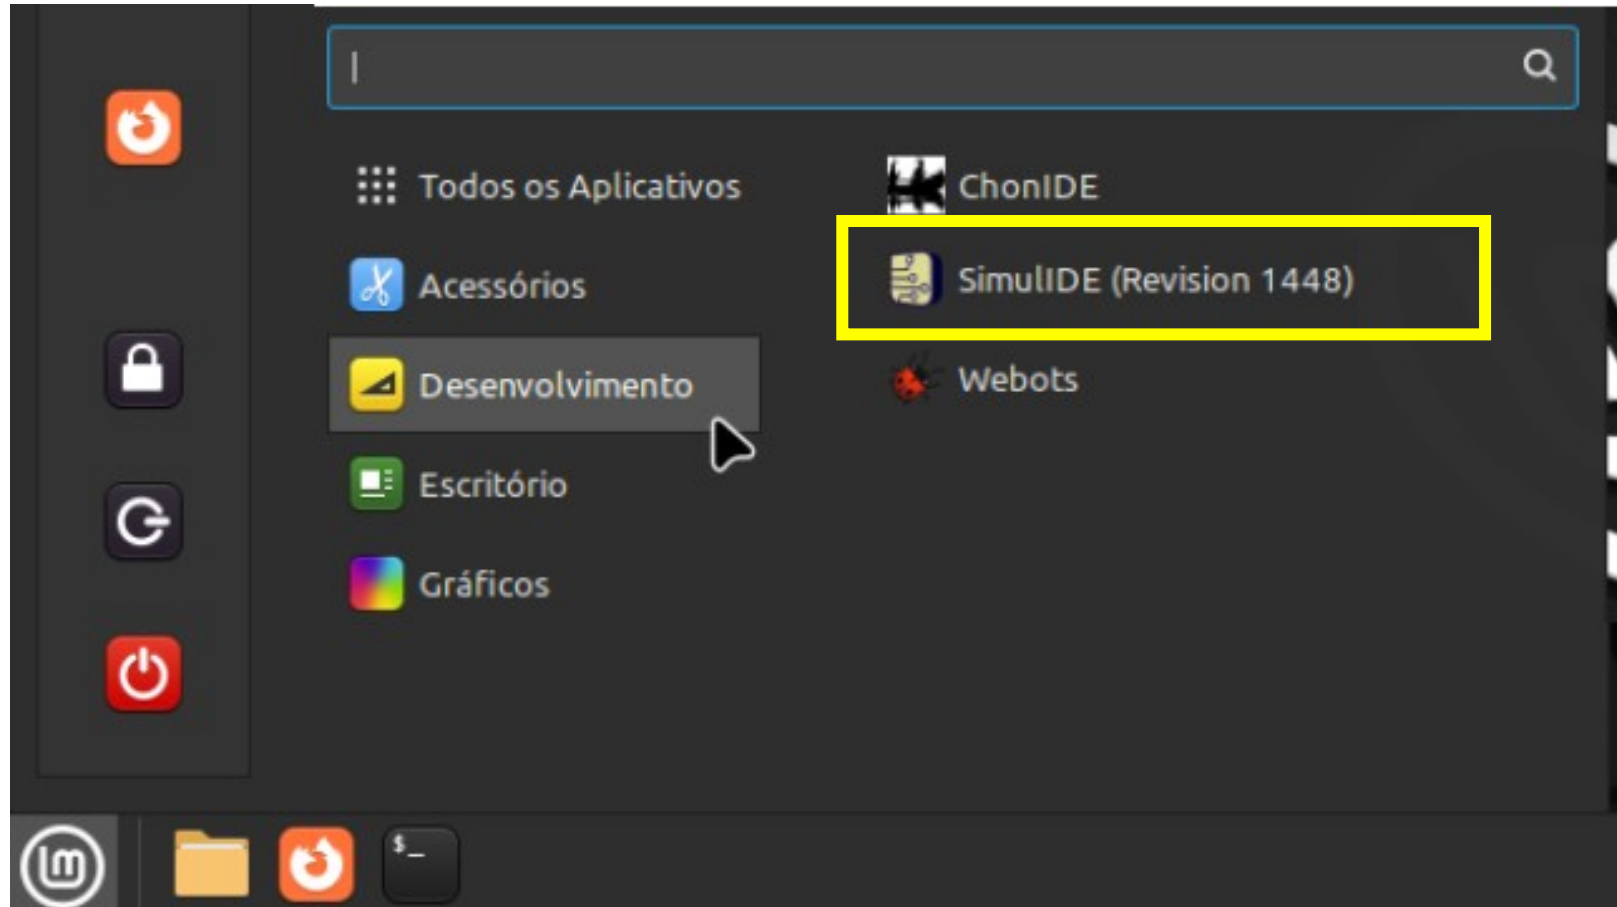 Todos os Aplicativos
Acessórios
Desenvolvimento
Escritório
Gráficos
ChonIDE
SimulIDE (Revision 1448)
Webots
$_